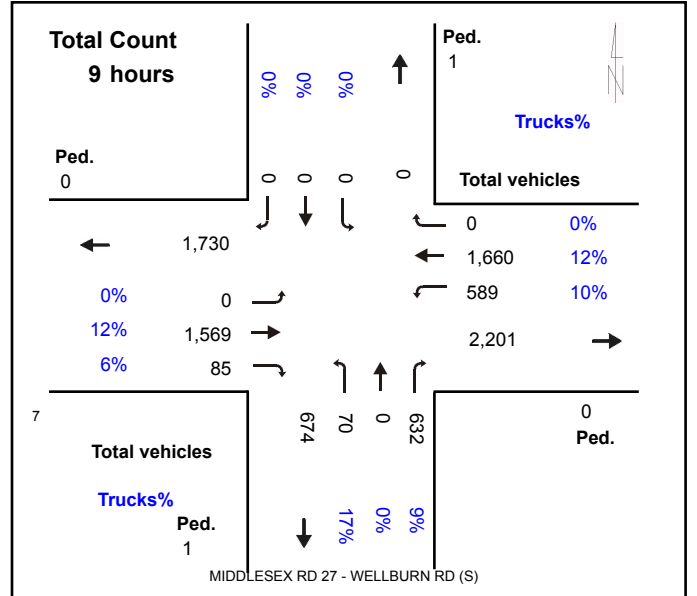 Total Count
9 hours
Ped.
1
N
Trucks%
0% 0% 0%
Ped.
0
0 0 0 0
Total vehicles
0 0%
1,730
1,660 12%
589 10%
0% 0
12% 1,569
2,201
6% 85
7
674 70 0 632
0
Ped.
Total vehicles
Trucks%
17% 0% 9%
Ped.
1
MIDDLESEX RD 27 - WELLBURN RD (S)